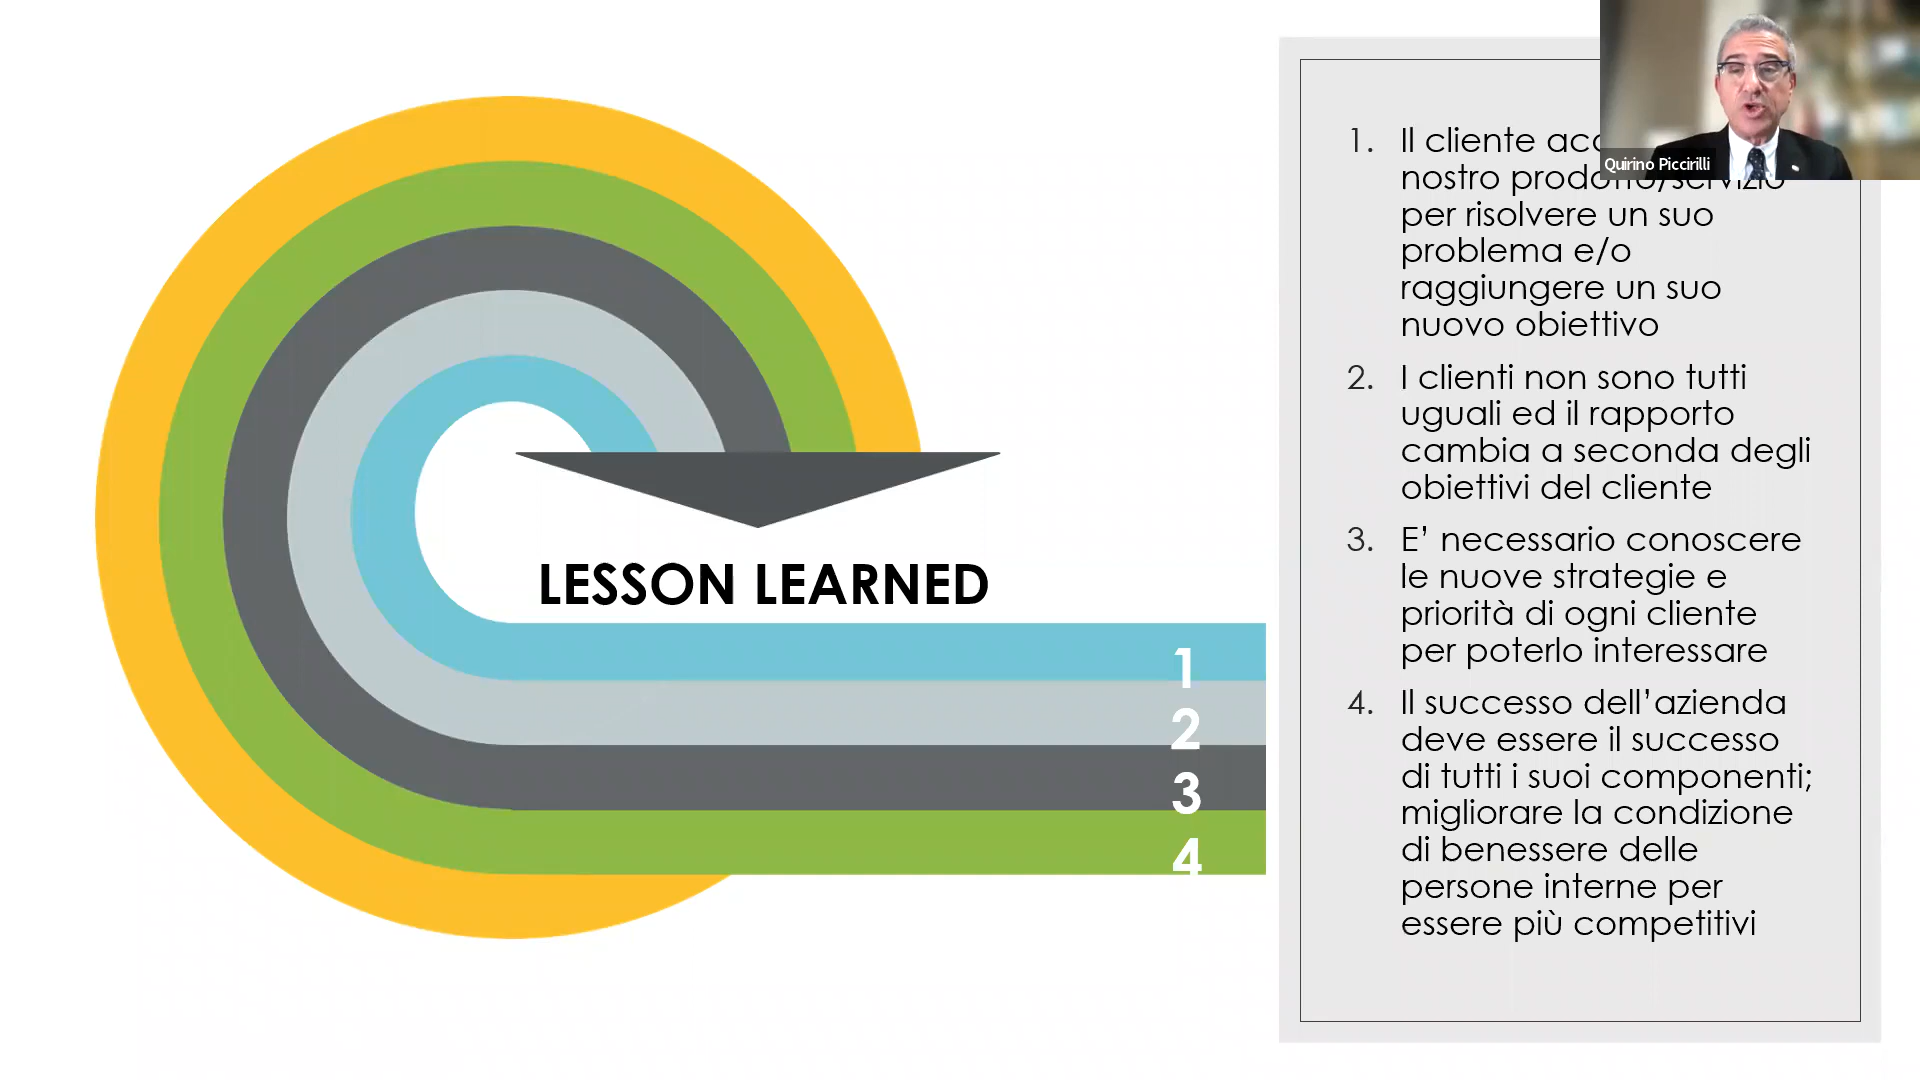 LESSON LEARNED
1
2
3
4
1. Il cliente
nostro prodotto/servizio
per risolvere un suo
problema e/o
raggiungere un suo
nuovo obiettivo
2. I clienti non sono tutti
uguali ed il rapporto
cambia a seconda degli
obiettivi del cliente
3. E’ necessario conoscere
le nuove strategie e
priorità di ogni cliente
per poterlo interessare
4. Il successo dell’azienda
deve essere il successo
di tutti i suoi componenti;
migliorare la condizione
di benessere delle
persone interne per
essere più competitivi
Quirino Piccirilli